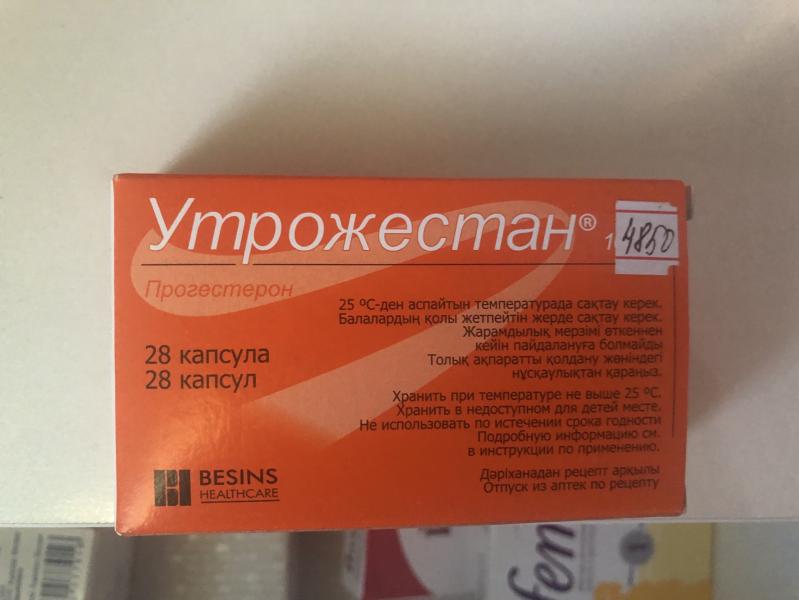 Утрожестан®
4850
Прогестерон
25 ºС-ден аспайтын температурада сақтау керек.
Балалардың қолы жетпейтін жерде сақтау керек.
Жарамдылық мерзімі өткеннен
кейін пайдалануға болмайды
Толық ақпаратты қолдану жөніндегі
нұсқаулықтан қараңыз.
28 капсула
28 капсул
Хранить при температуре не выше 25 ºС.
Хранить в недоступном для детей месте.
Не использовать по истечении срока годности
Подробную информацию см.
в инструкции по применению.
Дәріханадан рецепт арқылы
Отпуск из аптек по рецепту
BESINS
HEALTHCARE
fen